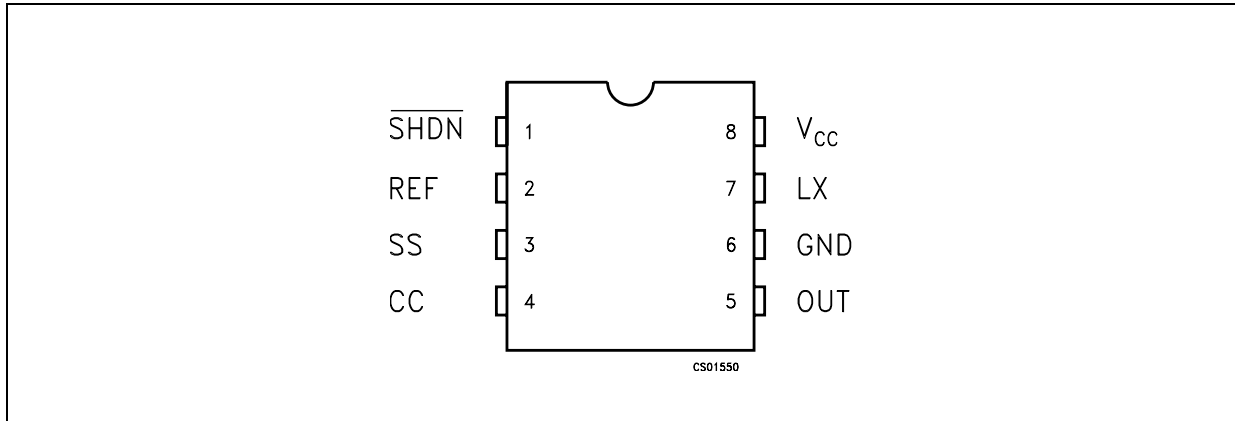 SHDN 1 8 VCC
REF 2 7 LX
SS 3 6 GND
CC 4 5 OUT
CS01550